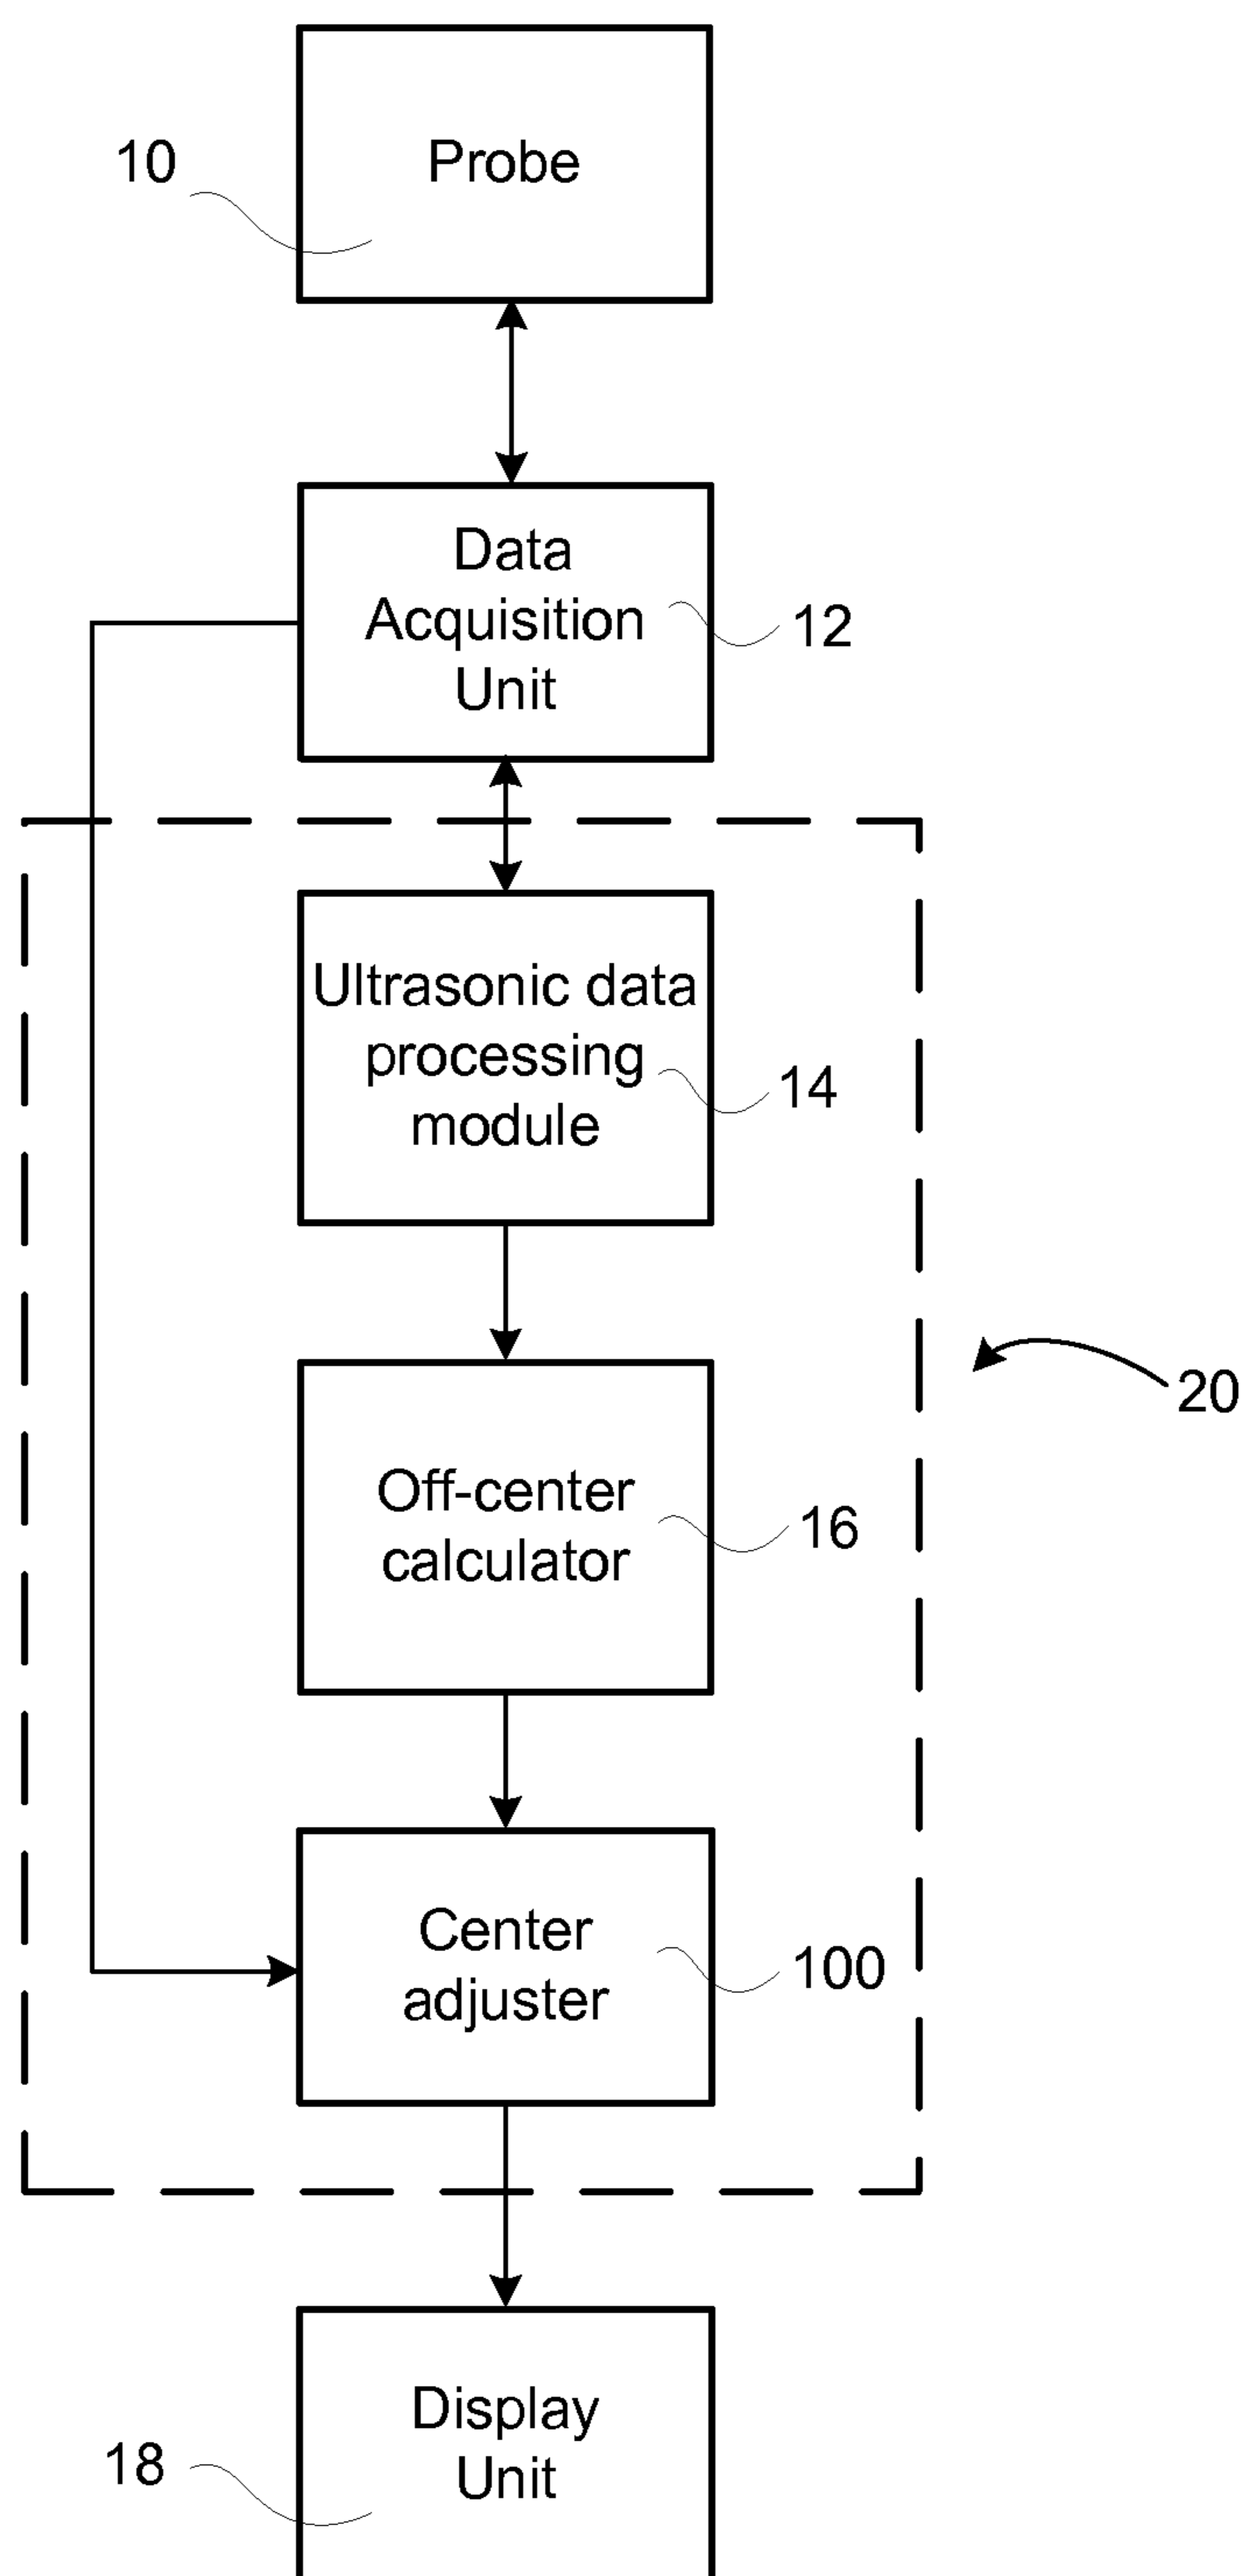 Probe
10
Data
Acquisition
Unit
12
Ultrasonic data
processing
module
14
20
Off-center
calculator
16
Center
adjuster
100
Display
Unit
18